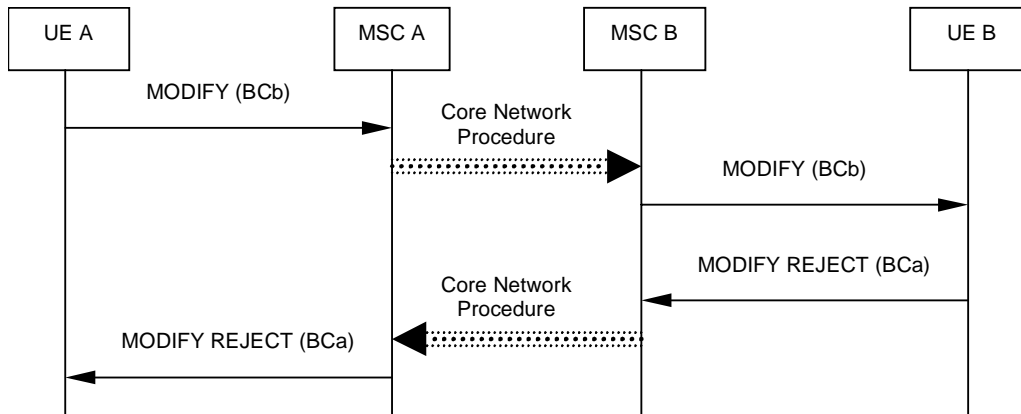 UE A
MSC A
MSC B
UE B
MODIFY (BCb)
Core Network
Procedure
MODIFY (BCb)
MODIFY REJECT (BCa)
Core Network
Procedure
MODIFY REJECT (BCa)